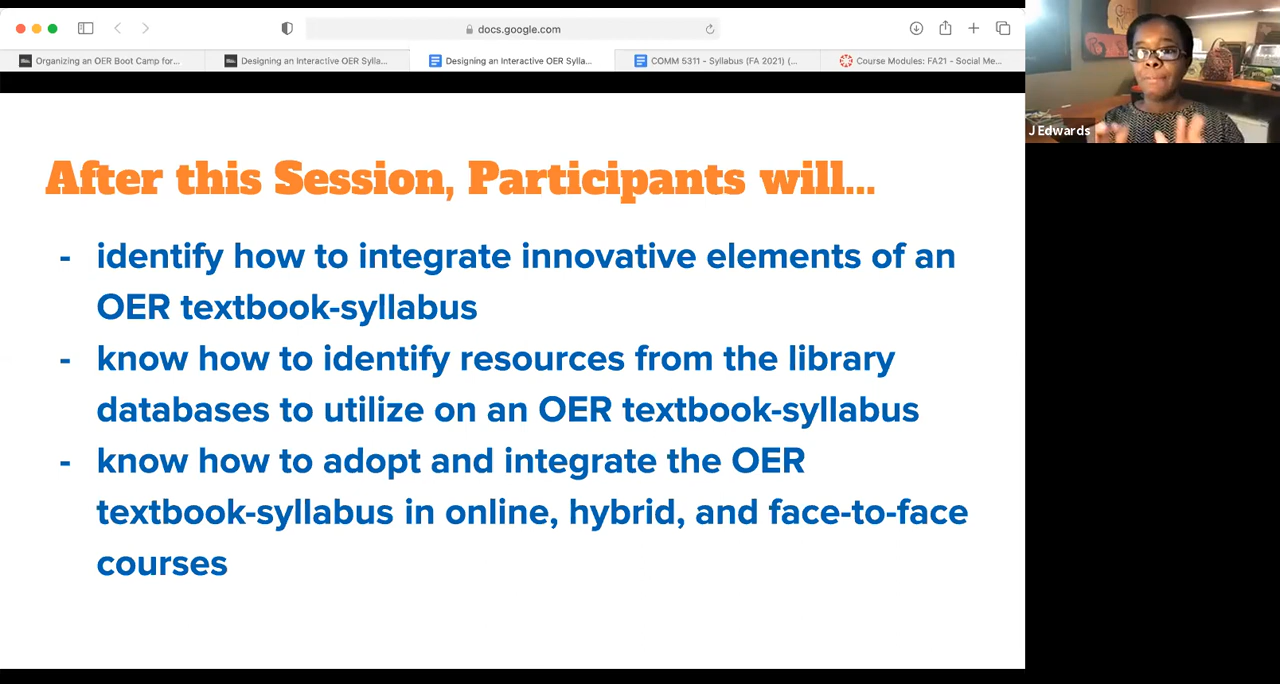 docs.google.com
Organizing an OER Boot Camp for...
Designing an Interactive OER Sylla...
Designing an Interactive OER Sylla...
COMM 5311 - Syllabus (FA 2021) (...
Course Modules: FA21 - Social Me...
J Edwards
After this Session, Participants will...
- identify how to integrate innovative elements of an
OER textbook-syllabus
- know how to identify resources from the library
databases to utilize on an OER textbook-syllabus
- know how to adopt and integrate the OER
textbook-syllabus in online, hybrid, and face-to-face
courses